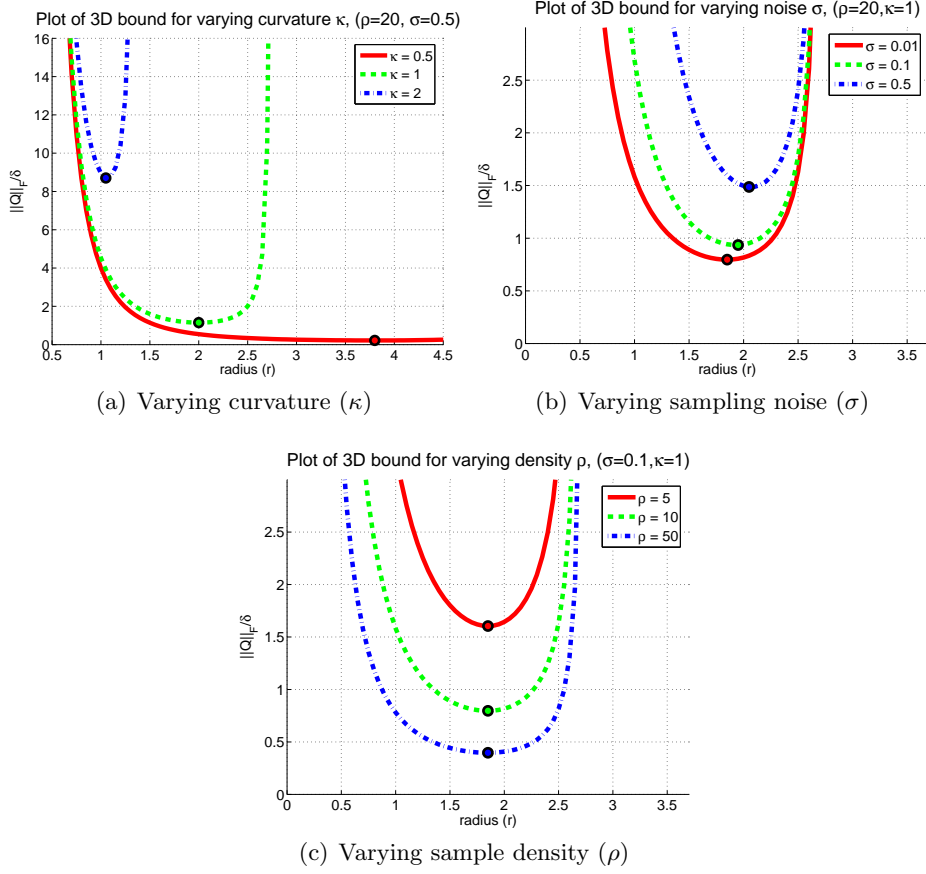 Plot of 3D bound for varying curvature κ, (ρ=20, σ=0.5)
16
14
12
10
8
6
4
2
0
0.5 1 1.5 2 2.5 3 3.5 4 4.5
||Q||F/δ
radius (r)
κ = 0.5
κ = 1
κ = 2
(a) Varying curvature (κ)
Plot of 3D bound for varying noise σ, (ρ=20,κ=1)
2.5
2
1.5
1
0.5
0
0 0.5 1 1.5 2 2.5 3 3.5
||Q||F/δ
radius (r)
σ = 0.01
σ = 0.1
σ = 0.5
(b) Varying sampling noise (σ)
Plot of 3D bound for varying density ρ, (σ=0.1,κ=1)
2.5
2
1.5
1
0.5
0
0 0.5 1 1.5 2 2.5 3 3.5
||Q||F/δ
radius (r)
ρ = 5
ρ = 10
ρ = 50
(c) Varying sample density (ρ)